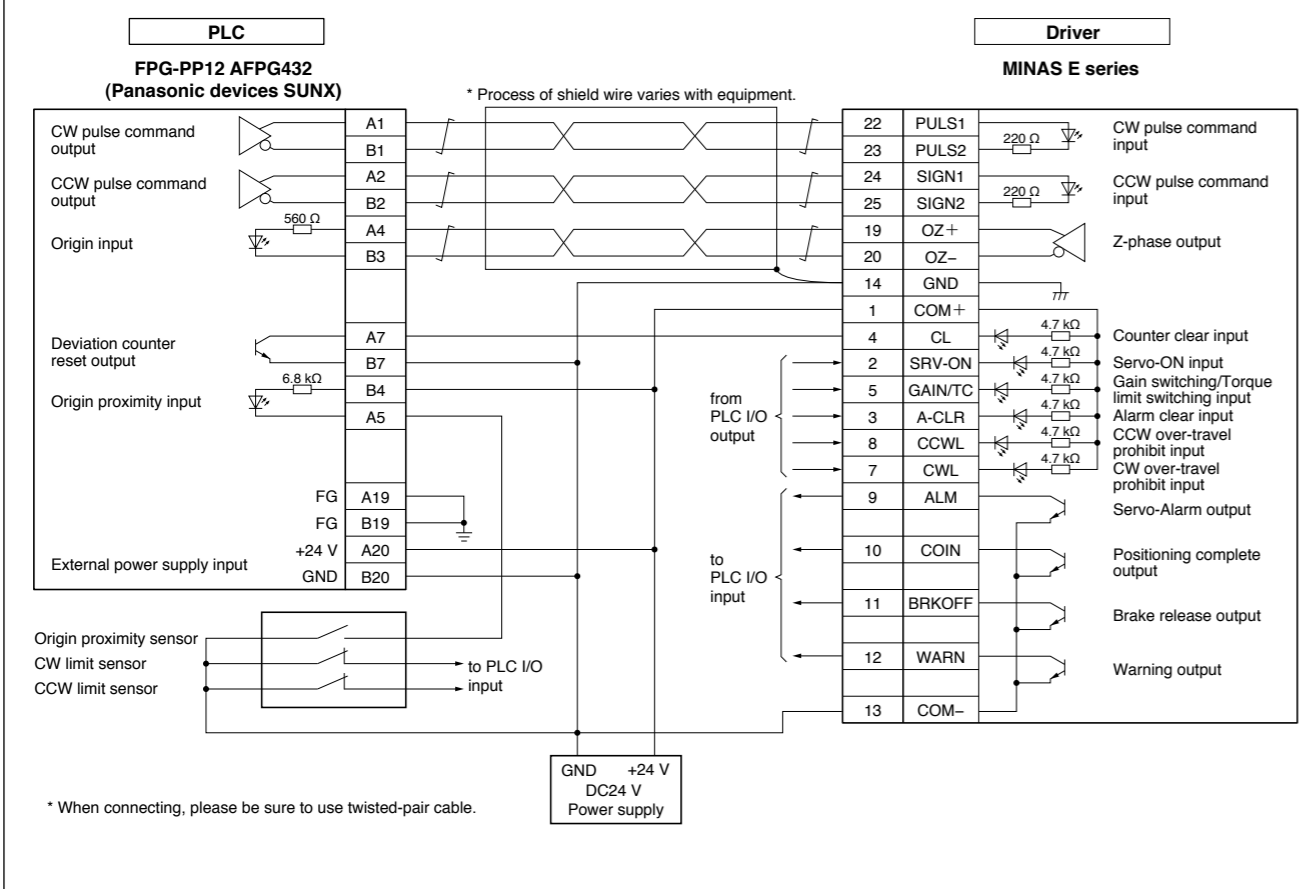 PLC
Driver
FPG-PP12 AFPG432
(Panasonic devices SUNX)
MINAS E series
* Process of shield wire varies with equipment.
CW pulse command
output
A1
B1
CCW pulse command
output
A2
B2
560 Ω
Origin input
A4
B3
Deviation counter
reset output
A7
B7
6.8 kΩ
Origin proximity input
B4
A5
FG A19
FG B19
External power supply input
+24 V A20
GND B20
22 PULS1
23 PULS2
220 Ω
CW pulse command
input
24 SIGN1
25 SIGN2
220 Ω
CCW pulse command
input
19 OZ+
20 OZ−
Z-phase output
14 GND
1 COM+
4 CL 4.7 kΩ Counter clear input
2 SRV-ON 4.7 kΩ Servo-ON input
5 GAIN/TC 4.7 kΩ Gain switching/Torque
limit switching input
3 A-CLR 4.7 kΩ Alarm clear input
8 CCWL 4.7 kΩ CCW over-travel
prohibit input
7 CWL 4.7 kΩ CW over-travel
prohibit input
9 ALM Servo-Alarm output
10 COIN Positioning complete
output
11 BRKOFF Brake release output
12 WARN Warning output
13 COM−
from
PLC I/O
output
to
PLC I/O
input
Origin proximity sensor
CW limit sensor
CCW limit sensor
to PLC I/O
input
GND +24 V
DC24 V
Power supply
* When connecting, please be sure to use twisted-pair cable.